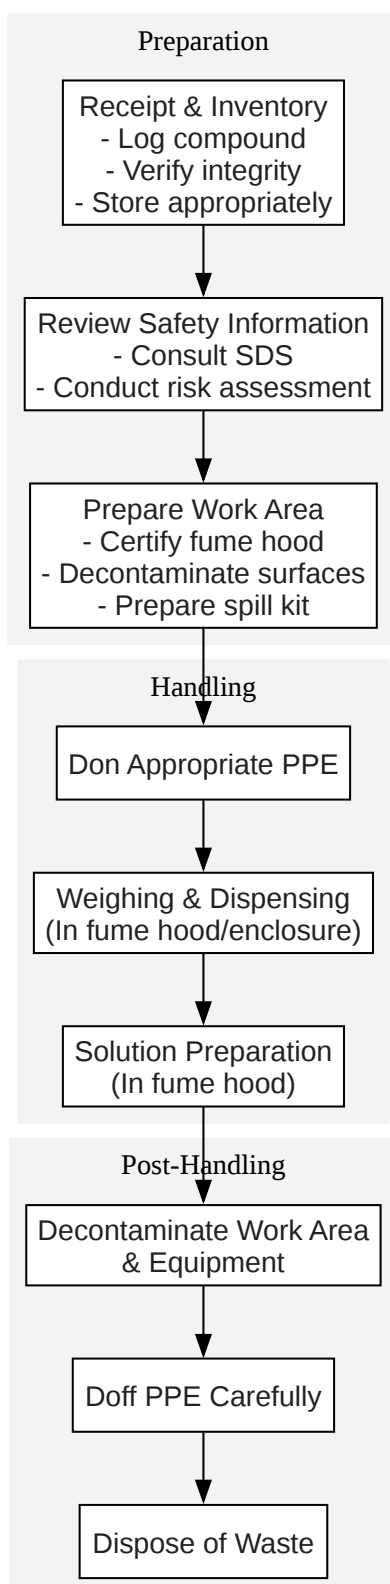 Preparation
Receipt & Inventory
- Log compound
- Verify integrity
- Store appropriately
Review Safety Information
- Consult SDS
- Conduct risk assessment
Prepare Work Area
- Certify fume hood
- Decontaminate surfaces
- Prepare spill kit
Handling
Don Appropriate PPE
Weighing & Dispensing
(In fume hood/enclosure)
Solution Preparation
(In fume hood)
Post-Handling
Decontaminate Work Area
& Equipment
Doff PPE Carefully
Dispose of Waste